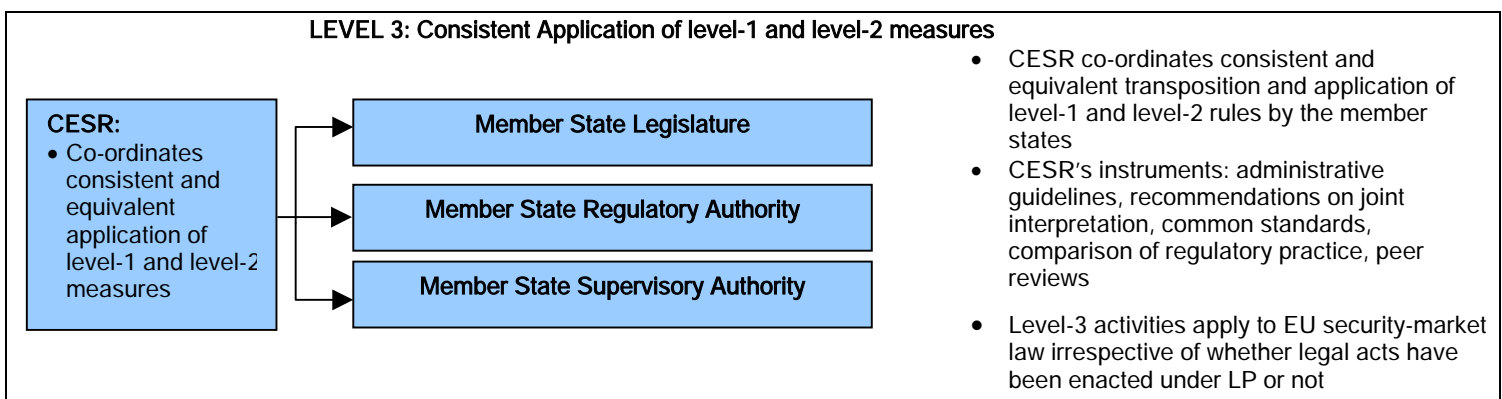 LEVEL 3: Consistent Application of level-1 and level-2 measures
CESR:
• Co-ordinates
consistent and
equivalent
application of
level-1 and level-2
measures
Member State Legislature
Member State Regulatory Authority
Member State Supervisory Authority
• CESR co-ordinates consistent and
equivalent transposition and application of
level-1 and level-2 rules by the member
states
• CESR's instruments: administrative
guidelines, recommendations on joint
interpretation, common standards,
comparison of regulatory practice, peer
reviews
• Level-3 activities apply to EU security-market
law irrespective of whether legal acts have
been enacted under LP or not